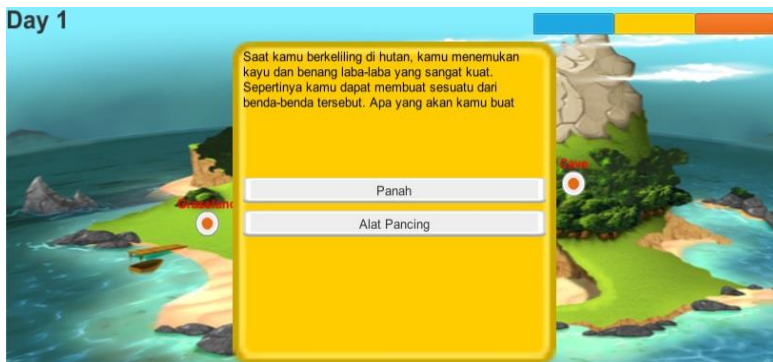 Day 1
Saat kamu berkeliling di hutan, kamu menemukan
kayu dan benang laba-laba yang sangat kuat.
Sepertinya kamu dapat membuat sesuatu dari
benda-benda tersebut. Apa yang akan kamu buat
Panah
Alat Pancing